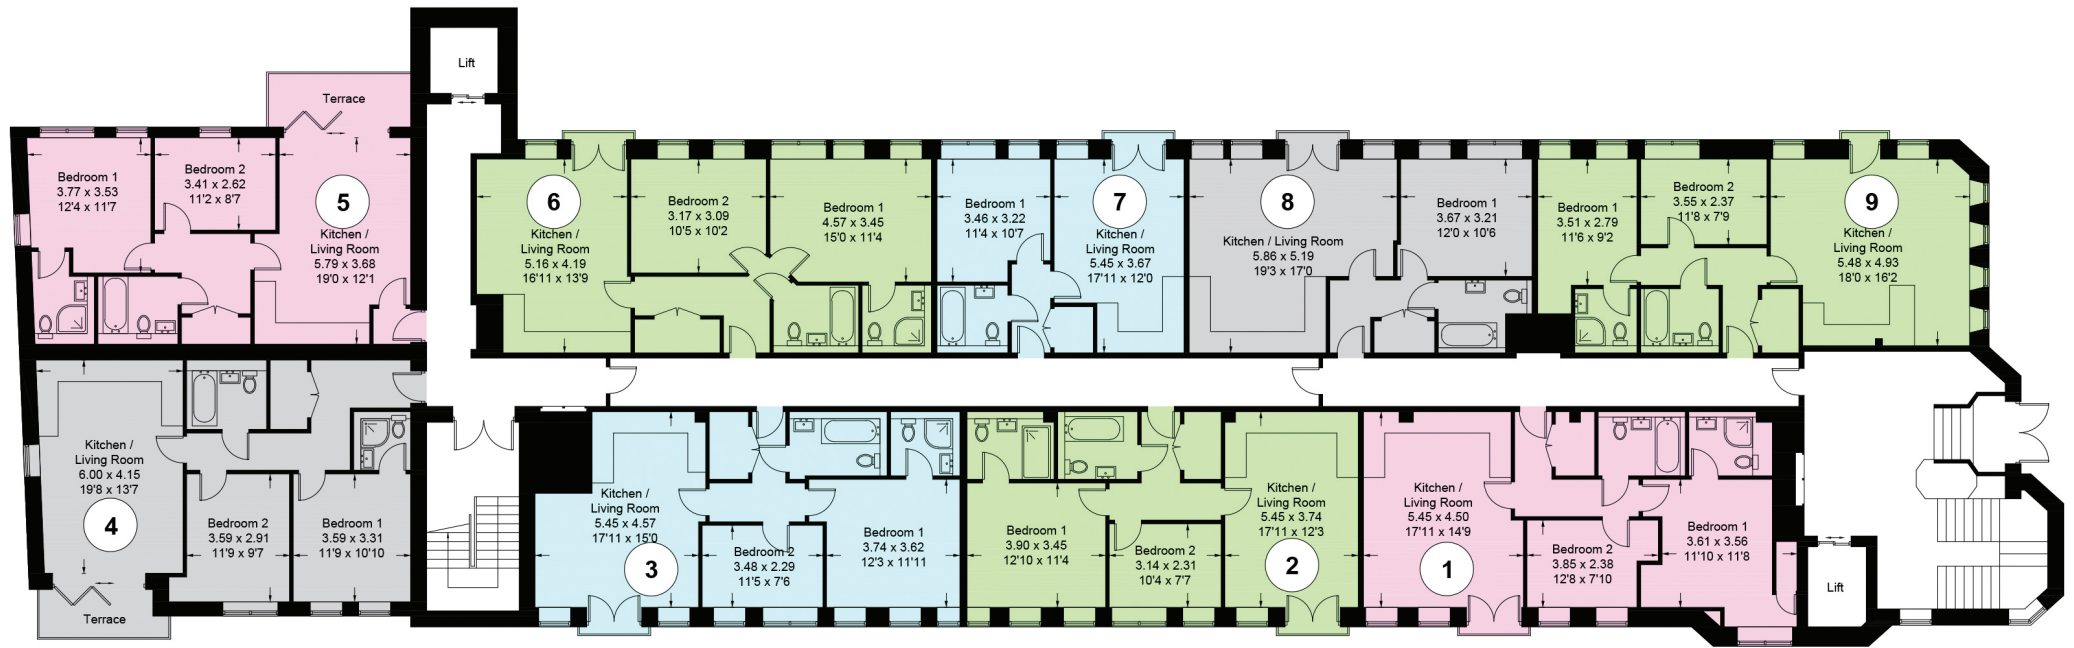 Lift
Terrace
Bedroom 1
3.77 x 3.53
12'4 x 11'7
Bedroom 2
3.41 x 2.62
11'2 x 8'7
5
Kitchen /
Living Room
5.79 x 3.68
19'0 x 12'1
6
Kitchen /
Living Room
5.16 x 4.19
16'11 x 13'9
Bedroom 2
3.17 x 3.09
10'5 x 10'2
Bedroom 1
4.57 x 3.45
15'0 x 11'4
Bedroom 1
3.46 x 3.22
11'4 x 10'7
7
Kitchen /
Living Room
5.45 x 3.67
17'11 x 12'0
8
Kitchen / Living Room
5.86 x 5.19
19'3 x 17'0
Bedroom 1
3.67 x 3.21
12'0 x 10'6
Bedroom 1
3.51 x 2.79
11'6 x 9'2
Bedroom 2
3.55 x 2.37
11'8 x 7'9
9
Kitchen /
Living Room
5.48 x 4.93
18'0 x 16'2
Kitchen /
Living Room
6.00 x 4.15
19'8 x 13'7
4
Bedroom 2
3.59 x 2.91
11'9 x 9'7
Bedroom 1
3.59 x 3.31
11'9 x 10'10
Terrace
Kitchen /
Living Room
5.45 x 4.57
17'11 x 15'0
3
Bedroom 2
3.48 x 2.29
11'5 x 7'6
Bedroom 1
3.74 x 3.62
12'3 x 11'11
Bedroom 1
3.90 x 3.45
12'10 x 11'4
Bedroom 2
3.14 x 2.31
10'4 x 7'7
Kitchen /
Living Room
5.45 x 3.74
17'11 x 12'3
2
Kitchen /
Living Room
5.45 x 4.50
17'11 x 14'9
1
Bedroom 2
3.85 x 2.38
12'8 x 7'10
Bedroom 1
3.61 x 3.56
11'10 x 11'8
Lift